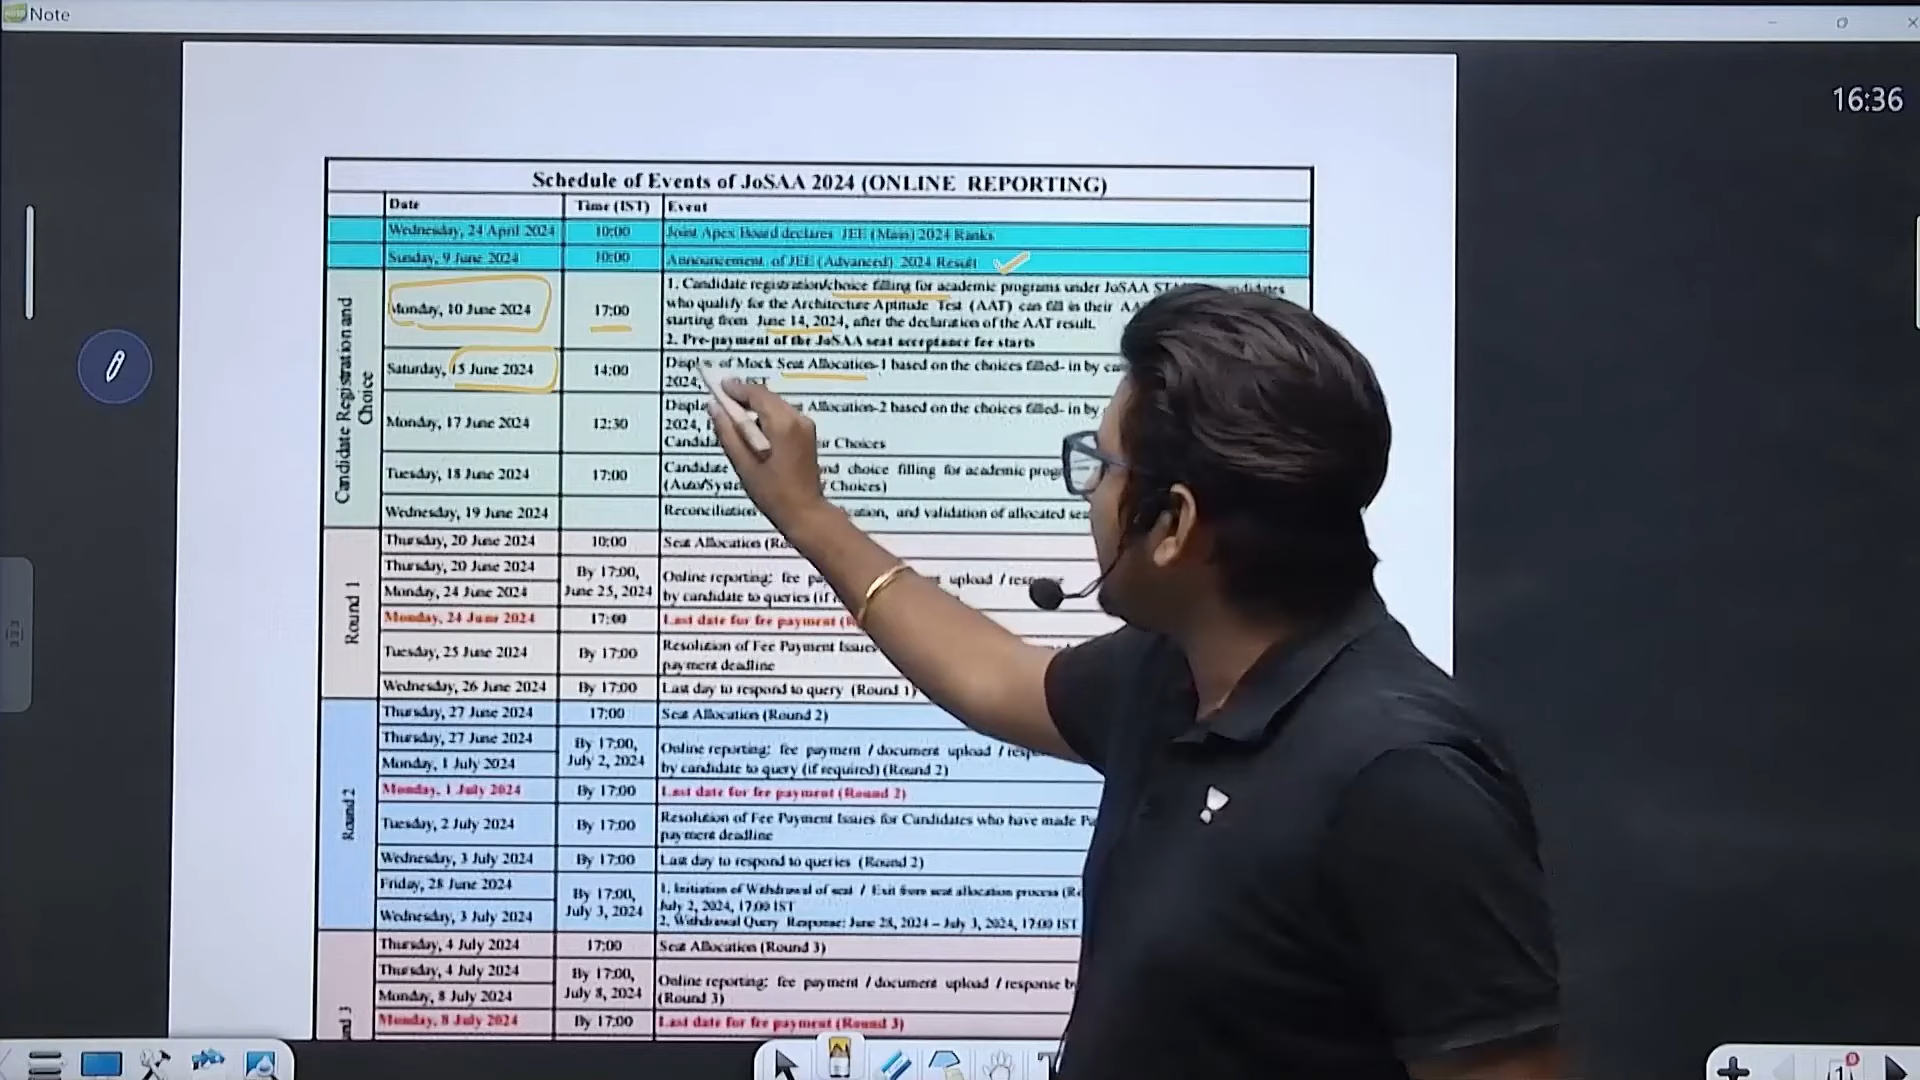 Note
16:36
Schedule of Events of JoSAA 2024 (ONLINE REPORTING)
Date Time (IST) Event
Wednesday, 24 April 2024 10:00 Joint Apex Board declares JEE (Main) 2024 Ranks
Sunday, 9 June 2024 10:00 Announcement of JEE (Advanced) 2024 Result
Candidate Registration and
Choice
Monday, 10 June 2024 17:00
1. Candidate registration/choice filling for academic programs under JoSAA
who qualify for the Architecture Aptitude Test (AAT) can fill in their
starting from June 14, 2024, after the declaration of the AAT result.
2. Pre-payment of the JoSAA seat acceptance fee starts
Saturday, 15 June 2024 14:00
of Mock Seat Allocation-1 based on the choices filled- in by
2024, IST
Monday, 17 June 2024 12:30
Allocation-2 based on the choices filled- in by
2024,
Choices
Tuesday, 18 June 2024 17:00
Candidate and choice filling for academic
Choices)
Wednesday, 19 June 2024
Reconciliation and validation of allocated
Round 1
Thursday, 20 June 2024 10:00 Seat Allocation
Thursday, 20 June 2024
Monday, 24 June 2024
By 17:00,
June 25, 2024
Online reporting: fee upload /
by candidate to queries (if
Monday, 24 June 2024 17:00 Last date for fee payment
Tuesday, 25 June 2024 By 17:00
Resolution of Fee Payment Issues
payment deadline
Wednesday, 26 June 2024 By 17:00 Last day to respond to query (Round 1)
Round 2
Thursday, 27 June 2024 17:00 Seat Allocation (Round 2)
Thursday, 27 June 2024
Monday, 1 July 2024
By 17:00,
July 2, 2024
Online reporting: fee payment / document upload /
by candidate to query (if required) (Round 2)
Monday, 1 July 2024 By 17:00 Last date for fee payment (Round 2)
Tuesday, 2 July 2024 By 17:00
Resolution of Fee Payment Issues for Candidates who have made
payment deadline
Wednesday, 3 July 2024 By 17:00 Last day to respond to queries (Round 2)
Friday, 28 June 2024
Wednesday, 3 July 2024
By 17:00,
July 3, 2024
1. Initiation of Withdrawal of seat / Exit from seat allocation process
July 2, 2024, 17:00 IST
2. Withdrawal Query Response: June 28, 2024 – July 3, 2024, 17:00 IST
Thursday, 4 July 2024 17:00 Seat Allocation (Round 3)
Thursday, 4 July 2024
Monday, 8 July 2024
By 17:00,
July 8, 2024
Online reporting: fee payment / document upload / response by
(Round 3)
Monday, 8 July 2024 By 17:00 Last date for fee payment (Round 3)